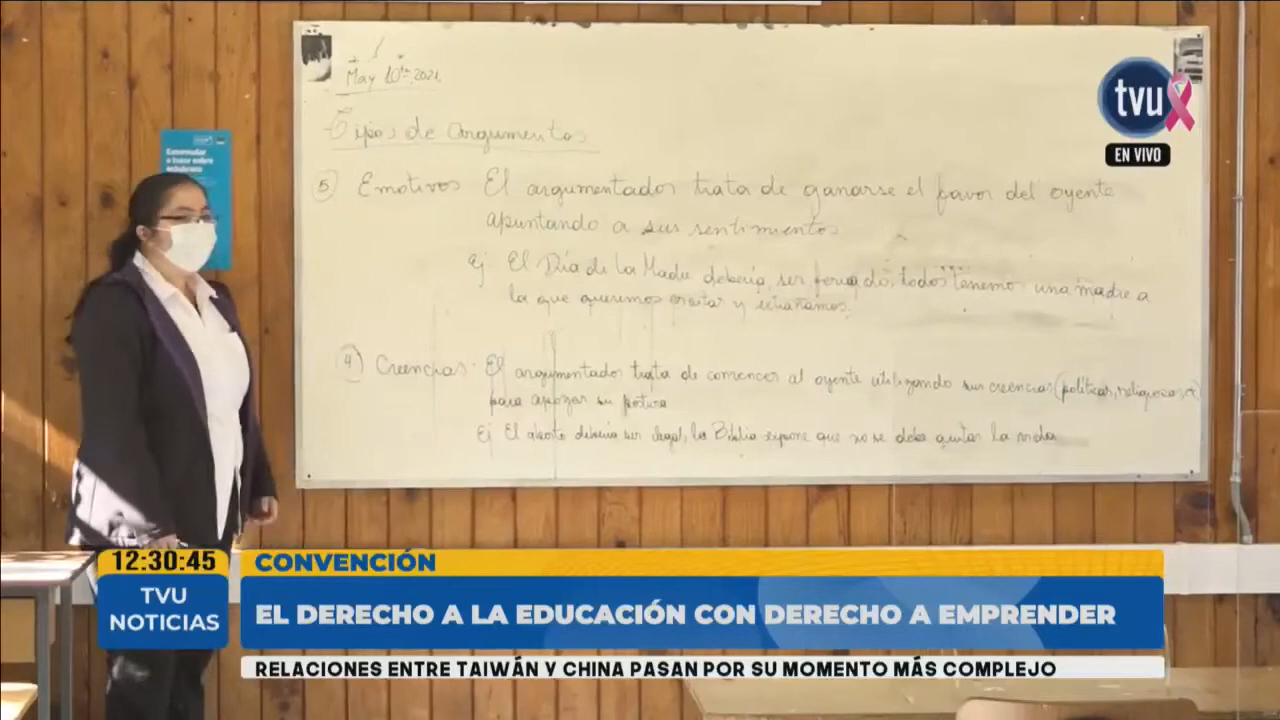 May 10th, 2021
Tipos de argumentos
5 Emotivos El argumentador trata de ganarse el favor del oyente
apuntando a sus sentimientos
Ej El Día de la Madre debería ser feriado, todos tenemos una madre a
la que queremos y extrañamos.
4 Creencias: El argumentador trata de convencer al oyente utilizando sus creencias (políticas, religiosas,
para apoyar su postura
Ej El aborto debería ser ilegal, la Biblia expone que no se debe quitar la vida
tvu
EN VIVO
12:30:45
CONVENCIÓN
TVU
NOTICIAS
EL DERECHO A LA EDUCACIÓN CON DERECHO A EMPRENDER
RELACIONES ENTRE TAIWÁN Y CHINA PASAN POR SU MOMENTO MÁS COMPLEJO